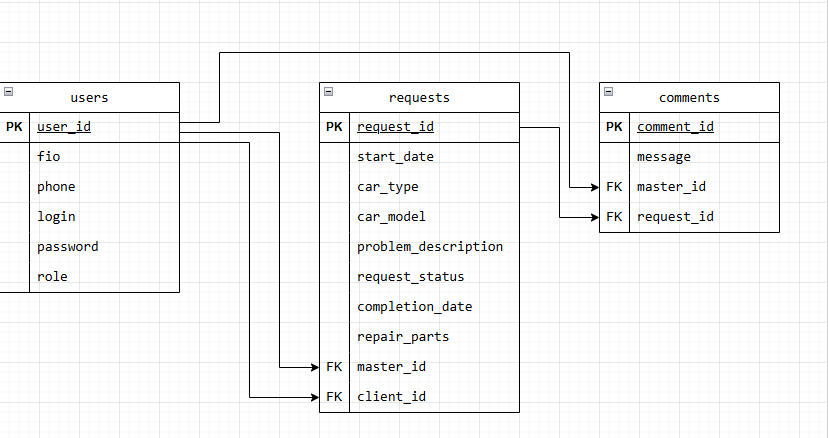 users
PK user_id
fio
phone
login
password
role
requests
PK request_id
start_date
car_type
car_model
problem_description
request_status
completion_date
repair_parts
FK master_id
FK client_id
comments
PK comment_id
message
FK master_id
FK request_id